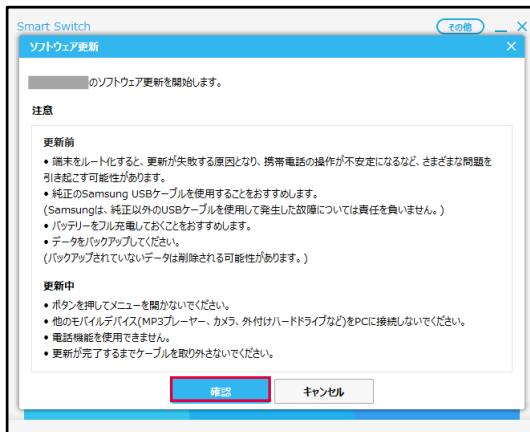 Smart Switch
その他
ソフトウェア更新
のソフトウェア更新を開始します。
注意
更新前
• 端末をルート化すると、更新が失敗する原因となり、携帯電話の操作が不安定になるなど、さまざまな問題を
引き起こす可能性があります。
• 純正のSamsung USBケーブルを使用することをおすすめします。
(Samsungは、純正以外のUSBケーブルを使用して発生した故障については責任を負いません。)
• バッテリーをフル充電しておくことをおすすめします。
• データをバックアップしてください。
(バックアップされていないデータは削除される可能性があります。)
更新中
• ボタンを押してメニューを開かないでください。
• 他のモバイルデバイス(MP3プレーヤー、カメラ、外付けハードドライブなど)をPCに接続しないでください。
• 電話機能を使用できません。
• 更新が完了するまでケーブルを取り外さないでください。
確認
キャンセル